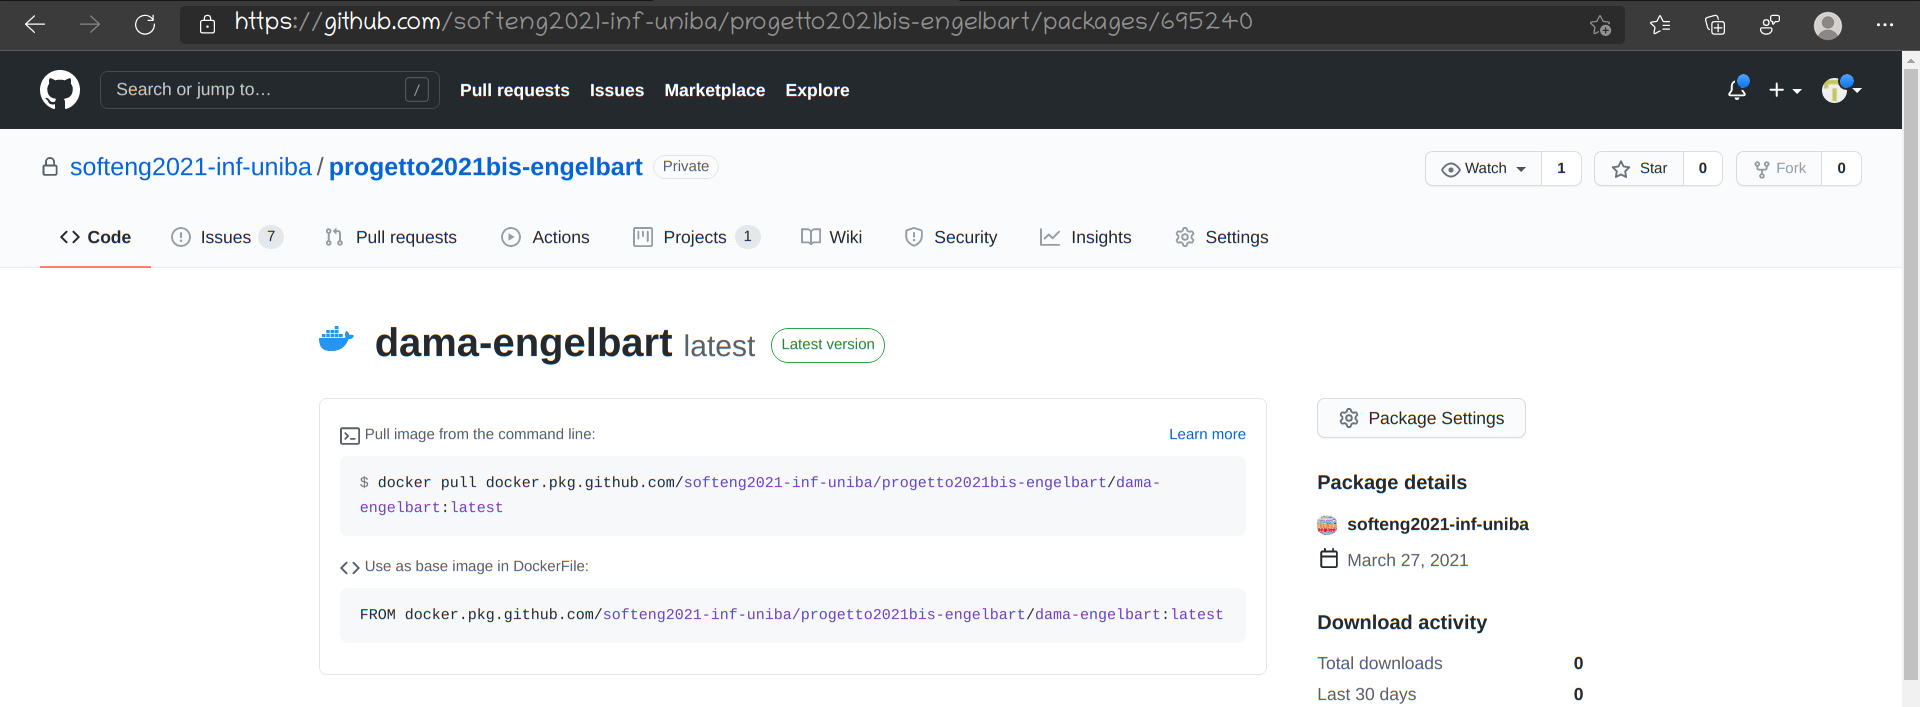 https://github.com/softeng2021-inf-uniba/progetto2021bis-engelbart/packages/695240
Search or jump to… /
Pull requests Issues Marketplace Explore
softeng2021-inf-uniba / progetto2021bis-engelbart Private
Watch 1 Star 0 Fork 0
Code Issues 7 Pull requests Actions Projects 1 Wiki Security Insights Settings
dama-engelbart latest Latest version
Pull image from the command line: Learn more
$ docker pull docker.pkg.github.com/softeng2021-inf-uniba/progetto2021bis-engelbart/dama-
engelbart:latest
Use as base image in DockerFile:
FROM docker.pkg.github.com/softeng2021-inf-uniba/progetto2021bis-engelbart/dama-engelbart:latest
Package Settings
Package details
softeng2021-inf-uniba
March 27, 2021
Download activity
Total downloads 0
Last 30 days 0